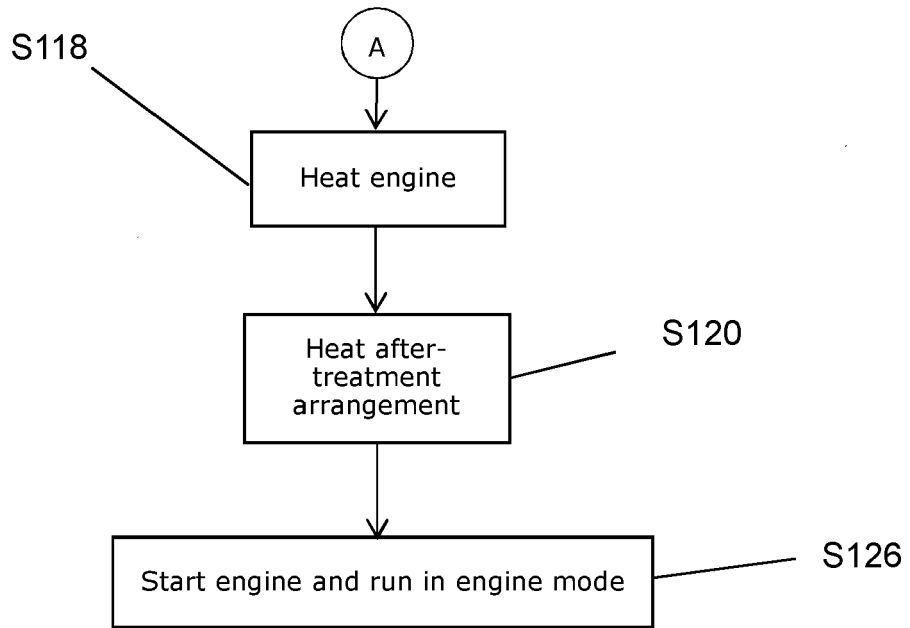 S118
A
Heat engine
S120
Heat after-
treatment
arrangement
S126
Start engine and run in engine mode